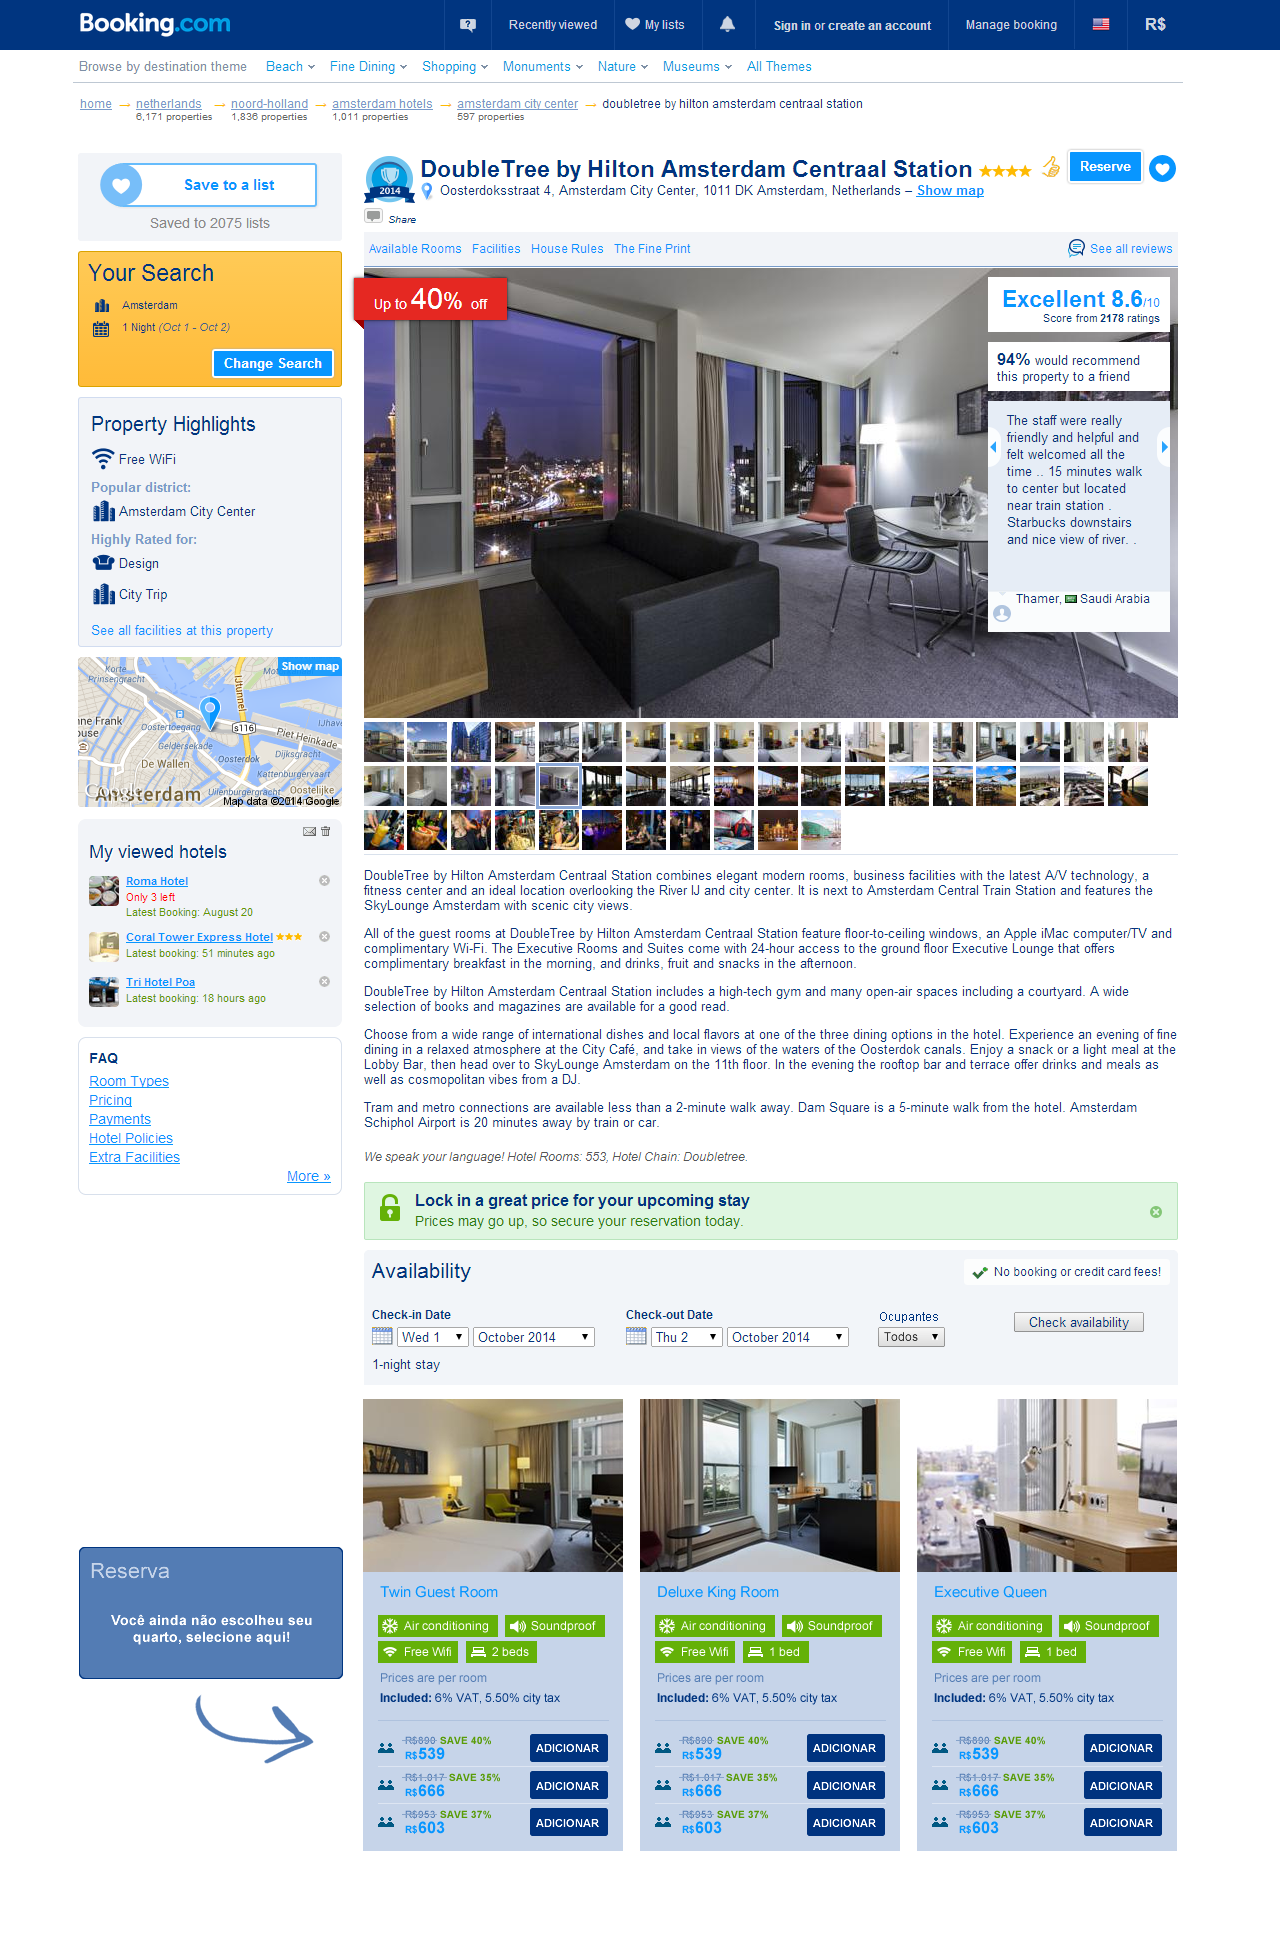 Booking.com
Recently viewed
My lists
Sign in or create an account
Manage booking
R$
Browse by destination theme
Beach
Fine Dining
Shopping
Monuments
Nature
Museums
All Themes
home → netherlands → noord-holland → amsterdam hotels → amsterdam city center → doubletree by hilton amsterdam centraal station
6,171 properties
1,836 properties
1,011 properties
597 properties
Save to a list
Saved to 2075 lists
Your Search
Amsterdam
1 Night (Oct 1 - Oct 2)
Change Search
Property Highlights
Free WiFi
Popular district:
Amsterdam City Center
Highly Rated for:
Design
City Trip
See all facilities at this property
Show map
Korte
Prinsengracht
IJtunnel
nne Frank
ouse
Oostertoegang
s116
Geldersekade
Piet Heinkade
Dijksgracht
De Wallen
Oosterdok
Kattenburgervaart
Uilenburgergracht
Oostelijke
Amsterdam
Google
Map data ©2014 Google
My viewed hotels
Roma Hotel
Only 3 left
Latest Booking: August 20
Coral Tower Express Hotel
Latest booking: 51 minutes ago
Tri Hotel Poa
Latest booking: 18 hours ago
FAQ
Room Types
Pricing
Payments
Hotel Policies
Extra Facilities
More »
Reserva
Você ainda não escolheu seu
quarto, selecione aqui!
2014
DoubleTree by Hilton Amsterdam Centraal Station
Reserve
Oosterdoksstraat 4, Amsterdam City Center, 1011 DK Amsterdam, Netherlands – Show map
Share
Available Rooms
Facilities
House Rules
The Fine Print
See all reviews
Up to 40% off
Excellent 8.6/10
Score from 2178 ratings
94% would recommend
this property to a friend
The staff were really
friendly and helpful and
felt welcomed all the
time .. 15 minutes walk
to center but located
near train station .
Starbucks downstairs
and nice view of river. .
Thamer, Saudi Arabia
DoubleTree by Hilton Amsterdam Centraal Station combines elegant modern rooms, business facilities with the latest A/V technology, a
fitness center and an ideal location overlooking the River IJ and city center. It is next to Amsterdam Central Train Station and features the
SkyLounge Amsterdam with scenic city views.
All of the guest rooms at DoubleTree by Hilton Amsterdam Centraal Station feature floor-to-ceiling windows, an Apple iMac computer/TV and
complimentary Wi-Fi. The Executive Rooms and Suites come with 24-hour access to the ground floor Executive Lounge that offers
complimentary breakfast in the morning, and drinks, fruit and snacks in the afternoon.
DoubleTree by Hilton Amsterdam Centraal Station includes a high-tech gym and many open-air spaces including a courtyard. A wide
selection of books and magazines are available for a good read.
Choose from a wide range of international dishes and local flavors at one of the three dining options in the hotel. Experience an evening of fine
dining in a relaxed atmosphere at the City Café, and take in views of the waters of the Oosterdok canals. Enjoy a snack or a light meal at the
Lobby Bar, then head over to SkyLounge Amsterdam on the 11th floor. In the evening the rooftop bar and terrace offer drinks and meals as
well as cosmopolitan vibes from a DJ.
Tram and metro connections are available less than a 2-minute walk away. Dam Square is a 5-minute walk from the hotel. Amsterdam
Schiphol Airport is 20 minutes away by train or car.
We speak your language! Hotel Rooms: 553, Hotel Chain: Doubletree.
Lock in a great price for your upcoming stay
Prices may go up, so secure your reservation today.
Availability
No booking or credit card fees!
Check-in Date
Check-out Date
Ocupantes
Wed 1
October 2014
Thu 2
October 2014
Todos
Check availability
1-night stay
Twin Guest Room
Air conditioning
Soundproof
Free Wifi
2 beds
Prices are per room
Included: 6% VAT, 5.50% city tax
R$890 SAVE 40%
R$539
ADICIONAR
R$1.017 SAVE 35%
R$666
ADICIONAR
R$953 SAVE 37%
R$603
ADICIONAR
Deluxe King Room
Air conditioning
Soundproof
Free Wifi
1 bed
Prices are per room
Included: 6% VAT, 5.50% city tax
R$890 SAVE 40%
R$539
ADICIONAR
R$1.017 SAVE 35%
R$666
ADICIONAR
R$953 SAVE 37%
R$603
ADICIONAR
Executive Queen
Air conditioning
Soundproof
Free Wifi
1 bed
Prices are per room
Included: 6% VAT, 5.50% city tax
R$890 SAVE 40%
R$539
ADICIONAR
R$1.017 SAVE 35%
R$666
ADICIONAR
R$953 SAVE 37%
R$603
ADICIONAR